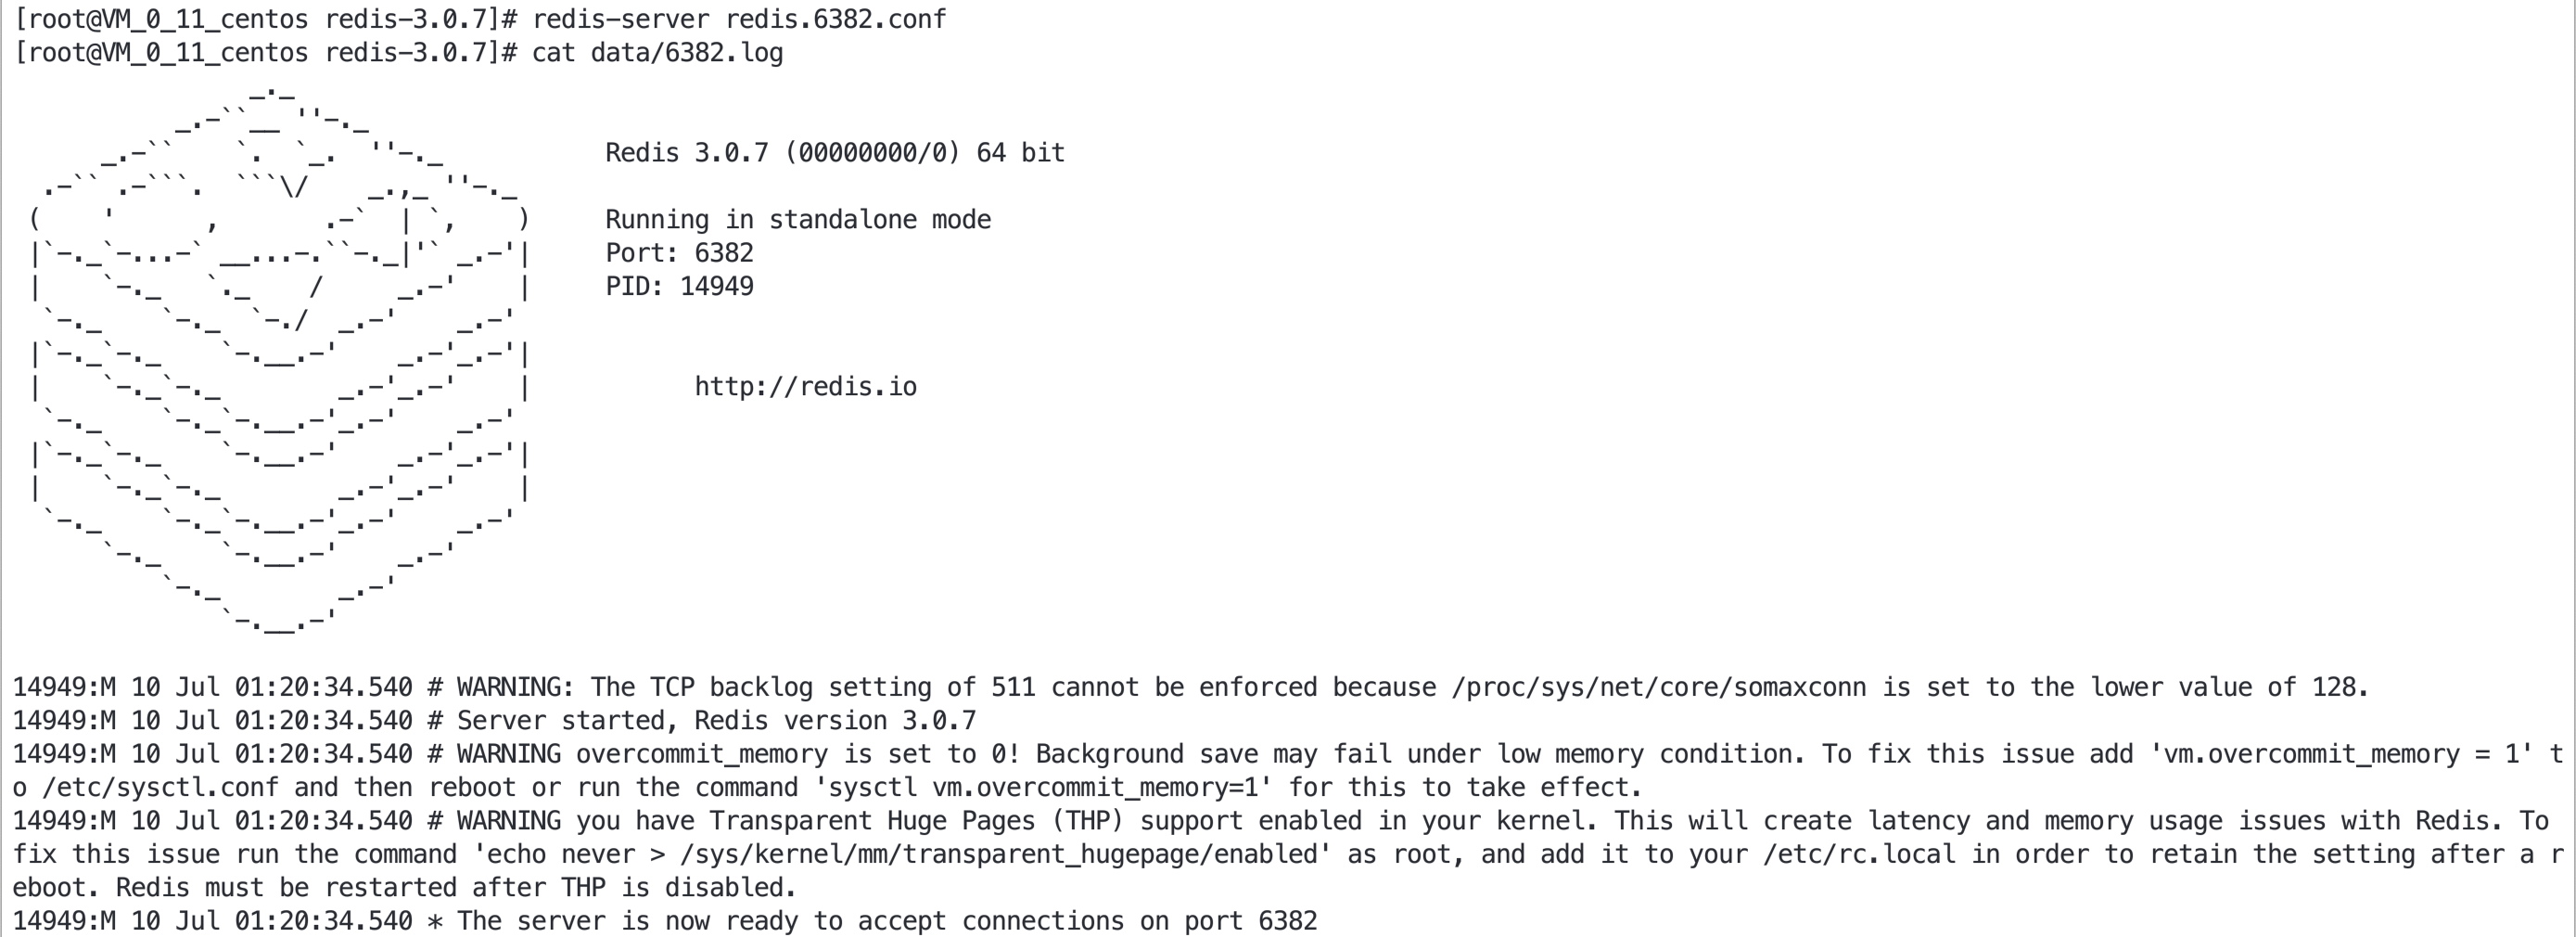 [root@VM_0_11_centos redis-3.0.7]# redis-server redis.6382.conf
[root@VM_0_11_centos redis-3.0.7]# cat data/6382.log
Redis 3.0.7 (00000000/0) 64 bit
Running in standalone mode
Port: 6382
PID: 14949
http://redis.io
14949:M 10 Jul 01:20:34.540 # WARNING: The TCP backlog setting of 511 cannot be enforced because /proc/sys/net/core/somaxconn is set to the lower value of 128.
14949:M 10 Jul 01:20:34.540 # Server started, Redis version 3.0.7
14949:M 10 Jul 01:20:34.540 # WARNING overcommit_memory is set to 0! Background save may fail under low memory condition. To fix this issue add 'vm.overcommit_memory = 1' t
o /etc/sysctl.conf and then reboot or run the command 'sysctl vm.overcommit_memory=1' for this to take effect.
14949:M 10 Jul 01:20:34.540 # WARNING you have Transparent Huge Pages (THP) support enabled in your kernel. This will create latency and memory usage issues with Redis. To
fix this issue run the command 'echo never > /sys/kernel/mm/transparent_hugepage/enabled' as root, and add it to your /etc/rc.local in order to retain the setting after a r
eboot. Redis must be restarted after THP is disabled.
14949:M 10 Jul 01:20:34.540 * The server is now ready to accept connections on port 6382